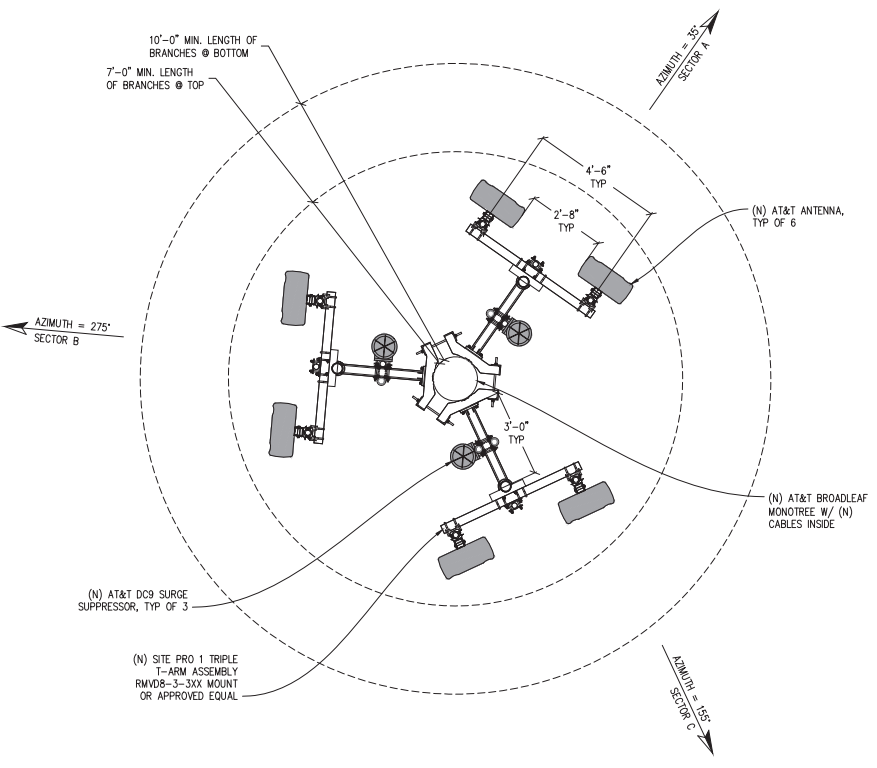 10'-0" MIN. LENGTH OF
BRANCHES @ BOTTOM
7'-0" MIN. LENGTH
OF BRANCHES @ TOP
AZIMUTH = 35°
SECTOR A
4'-6"
TYP
2'-8"
TYP
(N) AT&T ANTENNA,
TYP OF 6
AZIMUTH = 275°
SECTOR B
3'-0"
TYP
(N) AT&T BROADLEAF
MONOTREE W/ (N)
CABLES INSIDE
(N) AT&T DC9 SURGE
SUPPRESSOR, TYP OF 3
(N) SITE PRO 1 TRIPLE
T-ARM ASSEMBLY
RMVD8-3-3XX MOUNT
OR APPROVED EQUAL
AZIMUTH = 155°
SECTOR C